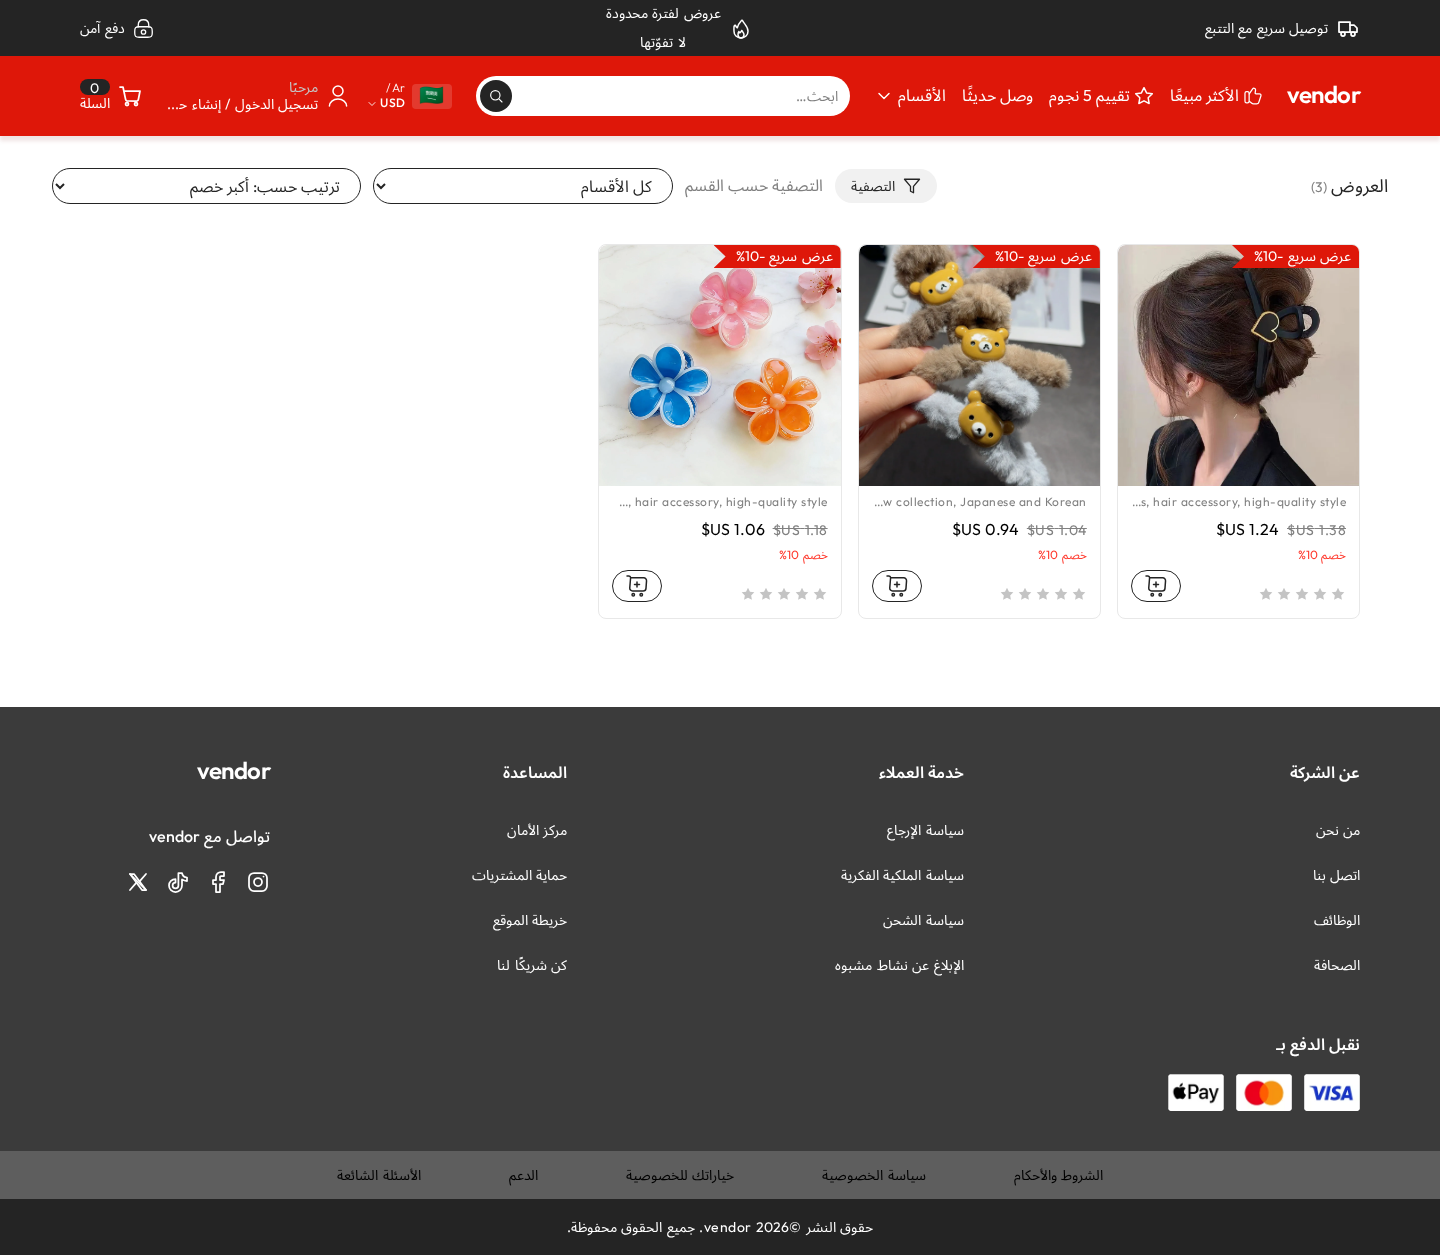 توصيل سريع مع التتبع
عروض لفترة محدودة
لا تفوّتها
دفع آمن
vendor
الأكثر مبيعًا
تقييم 5 نجوم
وصل حديثًا
الأقسام
ابحث...
Ar /
USD
مرحبًا
تسجيل الدخول / إنشاء حـ...
0
السلة
العروض (3)
التصفية
التصفية حسب القسم
كل الأقسام
ترتيب حسب: أكبر خصم
عرض سريع -10%
عرض سريع -10%
عرض سريع -10%
...s, hair accessory, high-quality style
$US 1.24 $US 1.38
خصم 10%
...w collection, Japanese and Korean
$US 0.94 $US 1.04
خصم 10%
..., hair accessory, high-quality style
$US 1.06 $US 1.18
خصم 10%
عن الشركة
من نحن
اتصل بنا
الوظائف
الصحافة
خدمة العملاء
سياسة الإرجاع
سياسة الملكية الفكرية
سياسة الشحن
الإبلاغ عن نشاط مشبوه
المساعدة
مركز الأمان
حماية المشتريات
خريطة الموقع
كن شريكًا لنا
vendor
تواصل مع vendor
نقبل الدفع بـ
VISA
Pay
الشروط والأحكام
سياسة الخصوصية
خياراتك للخصوصية
الدعم
الأسئلة الشائعة
حقوق النشر ©2026 vendor. جميع الحقوق محفوظة.